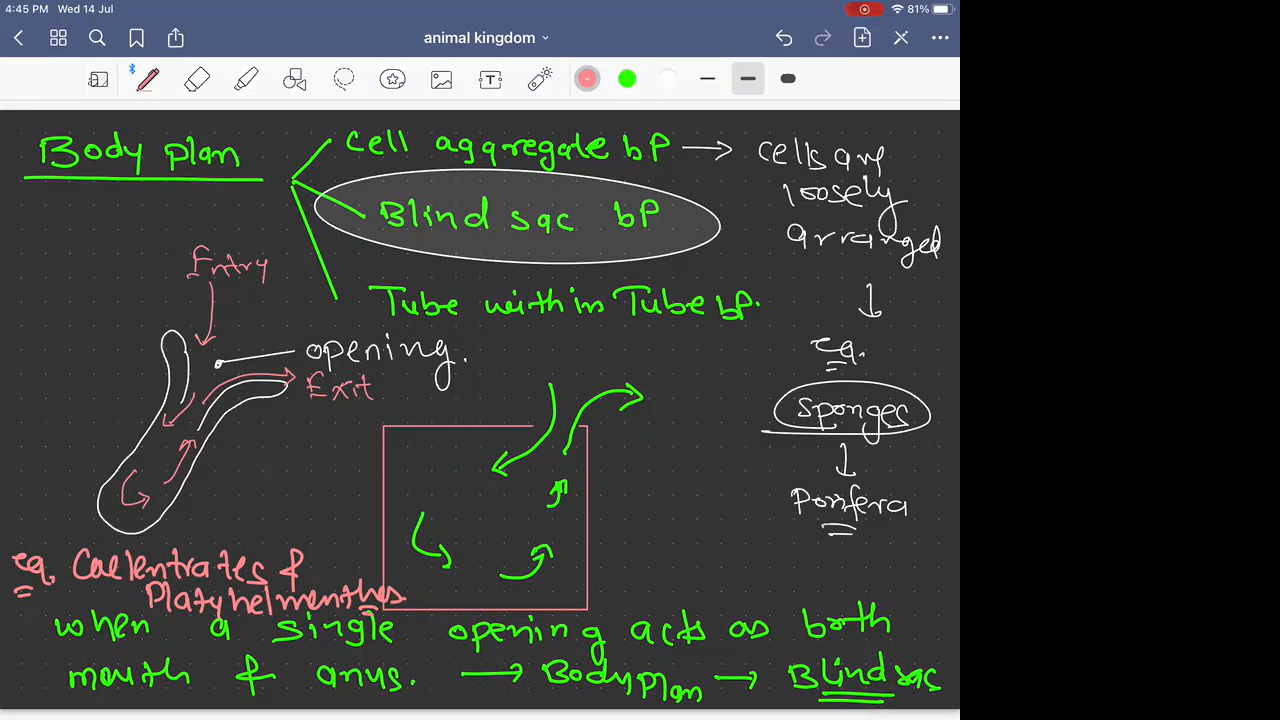 4:45 PM Wed 14 Jul
81%
animal kingdom
Body plan
Cell aggregate bP
Blind sac bP
Tube within Tube bP.
cells are
loosely
arranged
eg.
sponges
Porifera
Entry
opening.
Exit
eg. Coelentrates &
Platyhelmenthes
when a single opening acts as both
mouth & anus. → Body Plan → Blind sac